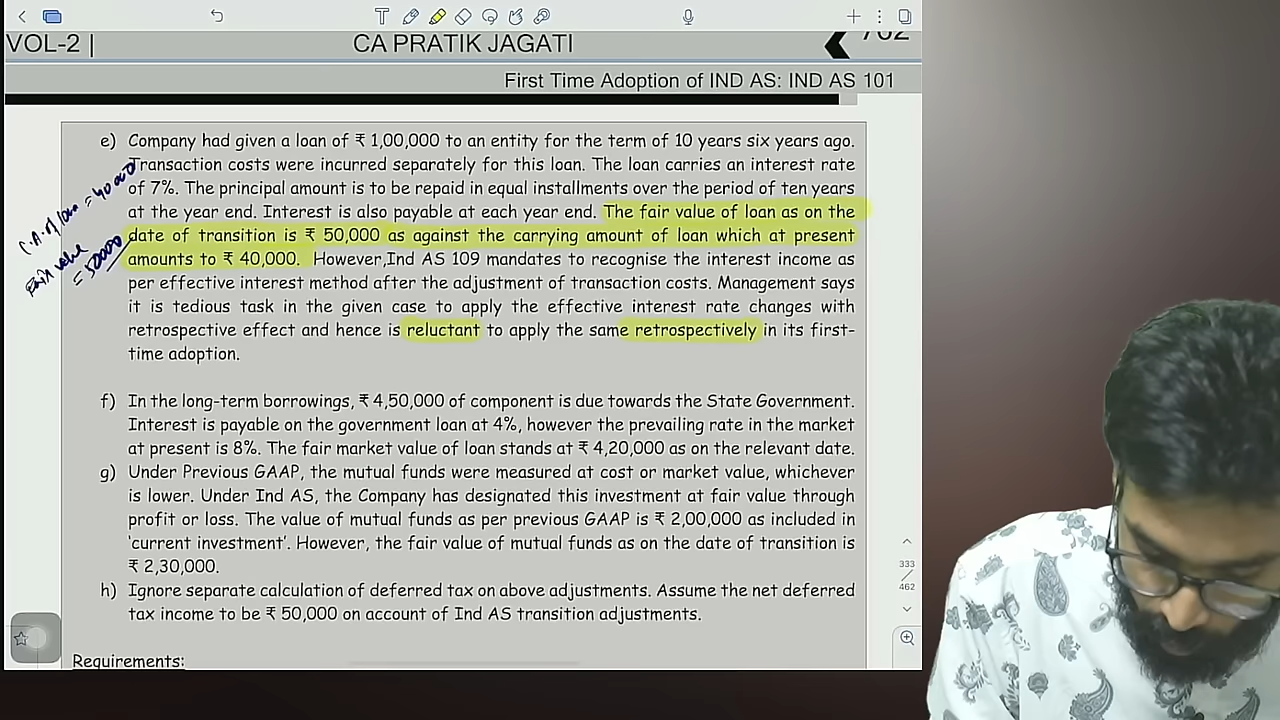 VOL-2 |
CA PRATIK JAGATI
702
First Time Adoption of IND AS: IND AS 101
e) Company had given a loan of ₹ 1,00,000 to an entity for the term of 10 years six years ago.
Transaction costs were incurred separately for this loan. The loan carries an interest rate
of 7%. The principal amount is to be repaid in equal installments over the period of ten years
at the year end. Interest is also payable at each year end. The fair value of loan as on the
date of transition is ₹ 50,000 as against the carrying amount of loan which at present
amounts to ₹ 40,000. However,Ind AS 109 mandates to recognise the interest income as
per effective interest method after the adjustment of transaction costs. Management says
it is tedious task in the given case to apply the effective interest rate changes with
retrospective effect and hence is reluctant to apply the same retrospectively in its first-
time adoption.
C.A. of loan = 40000
Fair value
= 50000
f) In the long-term borrowings, ₹ 4,50,000 of component is due towards the State Government.
Interest is payable on the government loan at 4%, however the prevailing rate in the market
at present is 8%. The fair market value of loan stands at ₹ 4,20,000 as on the relevant date.
g) Under Previous GAAP, the mutual funds were measured at cost or market value, whichever
is lower. Under Ind AS, the Company has designated this investment at fair value through
profit or loss. The value of mutual funds as per previous GAAP is ₹ 2,00,000 as included in
‘current investment’. However, the fair value of mutual funds as on the date of transition is
₹ 2,30,000.
h) Ignore separate calculation of deferred tax on above adjustments. Assume the net deferred
tax income to be ₹ 50,000 on account of Ind AS transition adjustments.
Requirements:
333
462